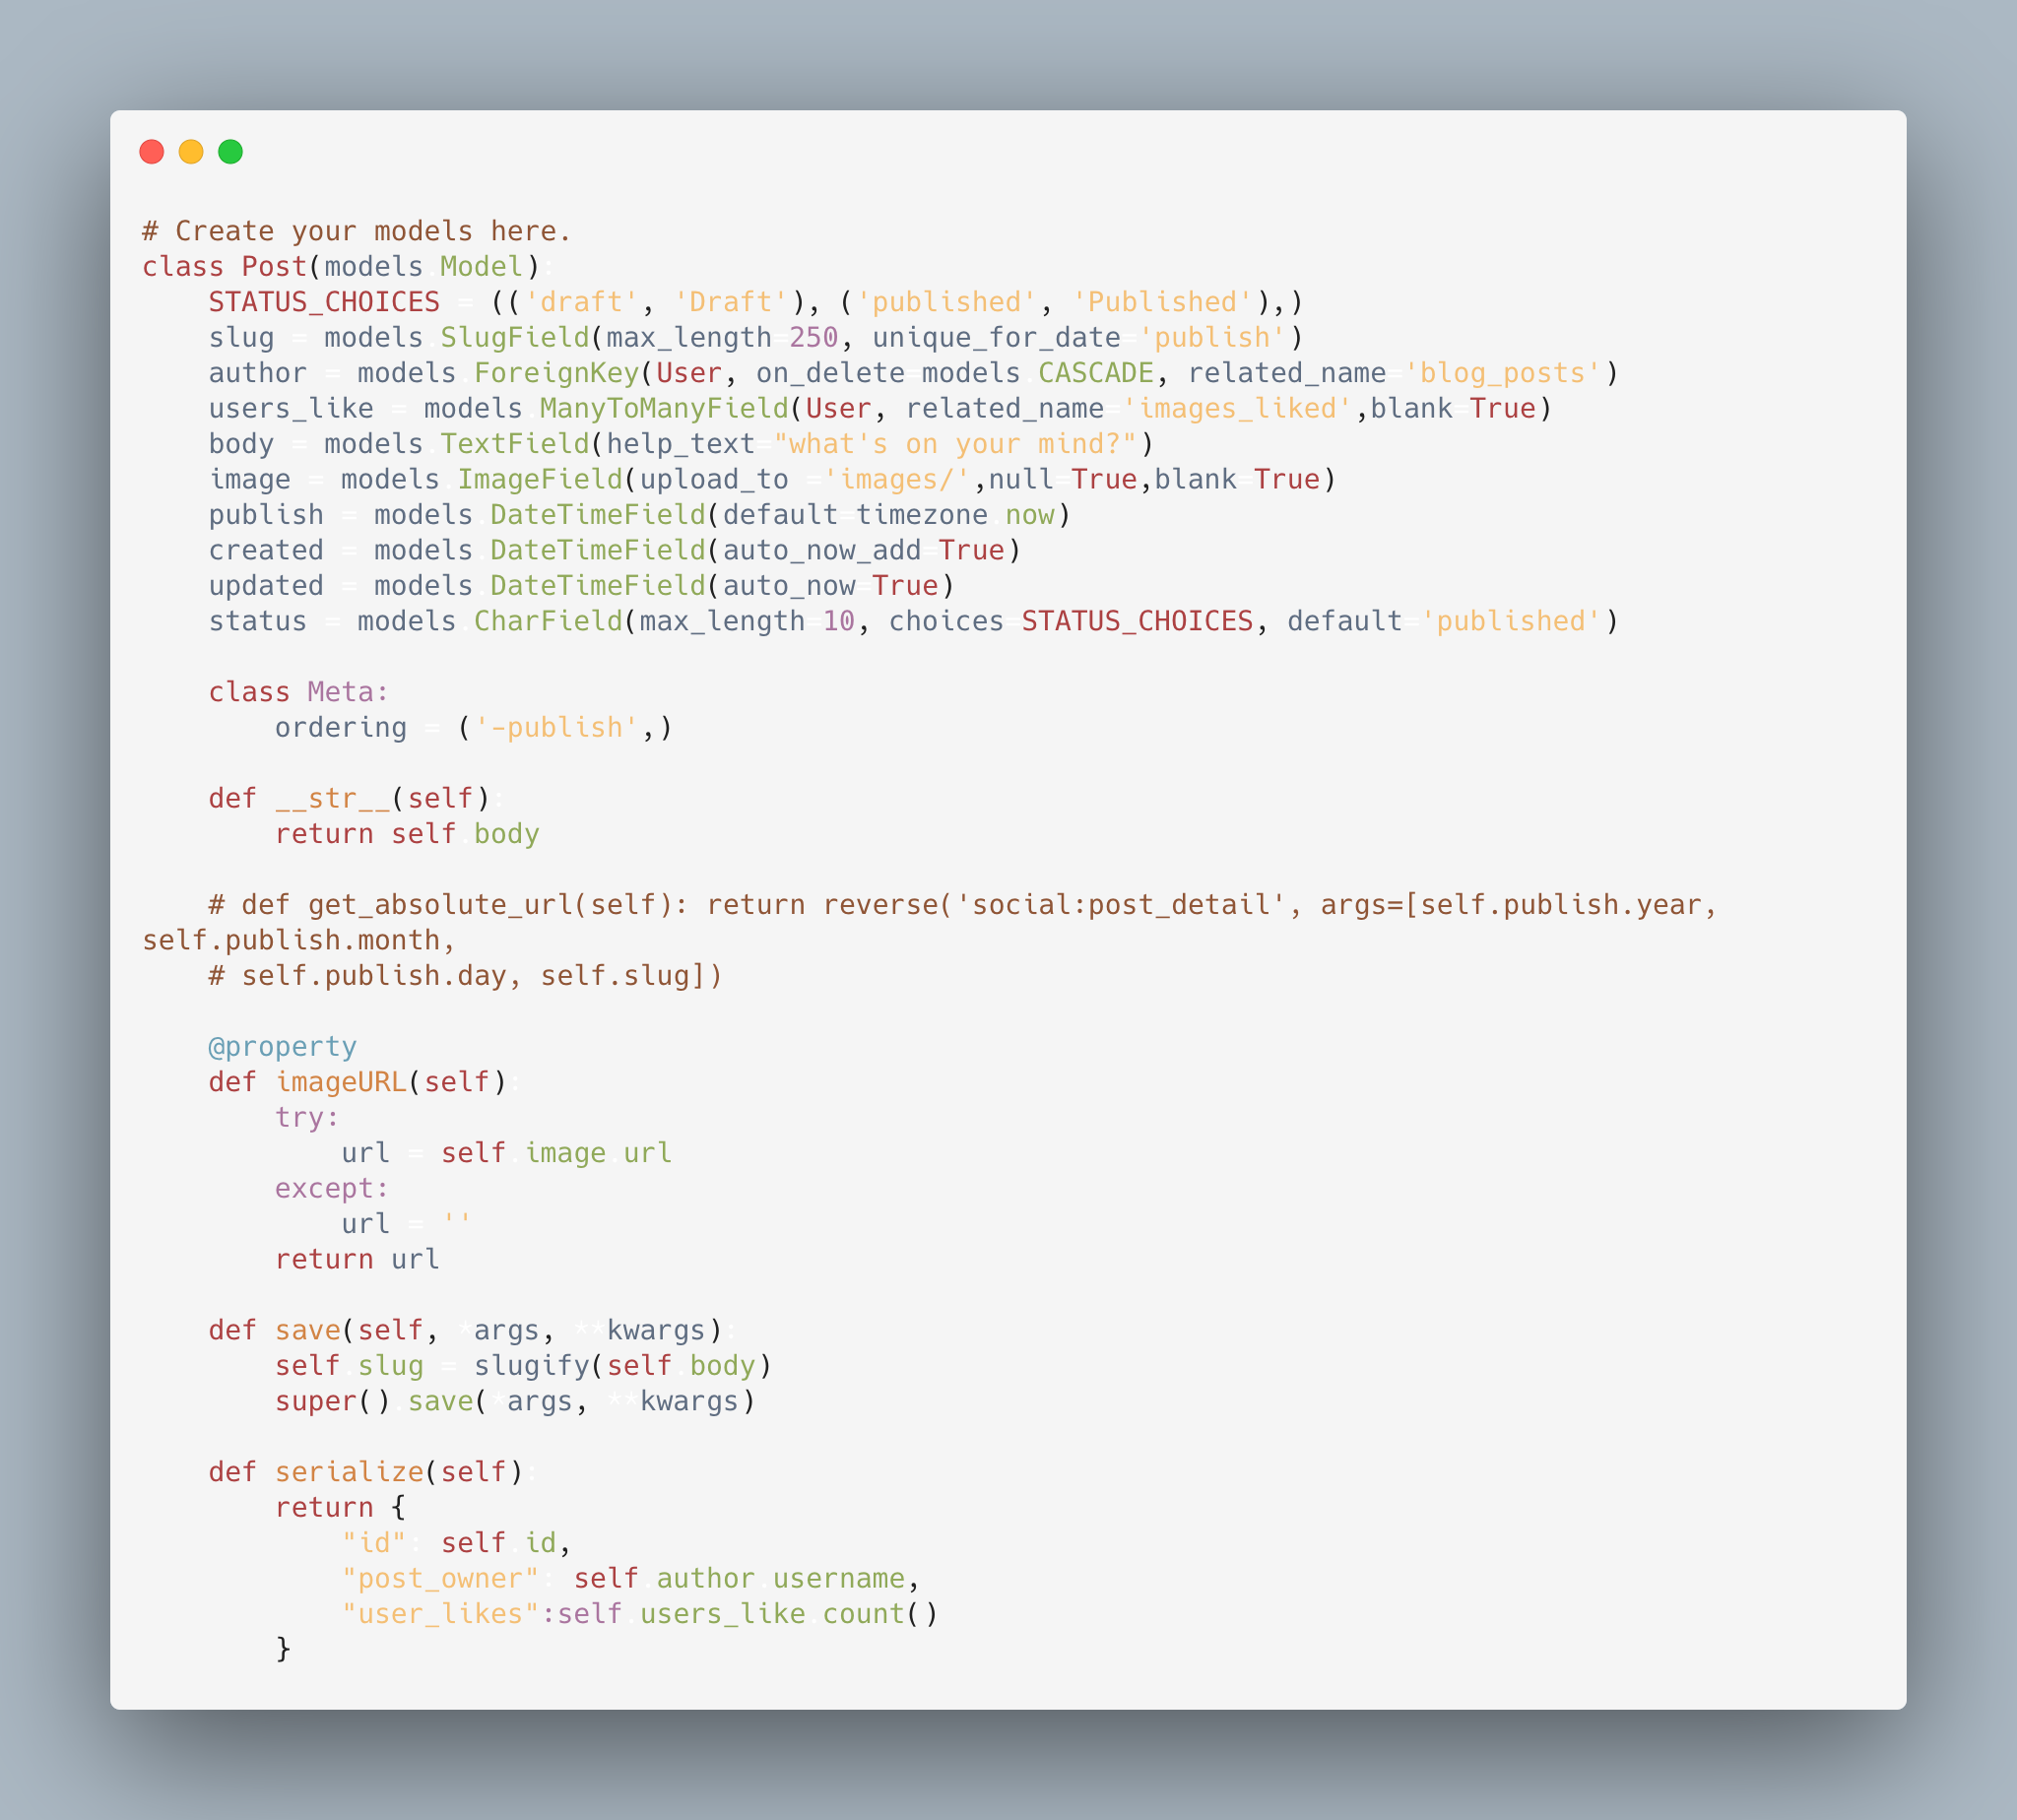 # Create your models here.
class Post(models.Model):
    STATUS_CHOICES = (('draft', 'Draft'), ('published', 'Published'),)
    slug = models.SlugField(max_length=250, unique_for_date='publish')
    author = models.ForeignKey(User, on_delete=models.CASCADE, related_name='blog_posts')
    users_like = models.ManyToManyField(User, related_name='images_liked',blank=True)
    body = models.TextField(help_text="what's on your mind?")
    image = models.ImageField(upload_to ='images/',null=True,blank=True)
    publish = models.DateTimeField(default=timezone.now)
    created = models.DateTimeField(auto_now_add=True)
    updated = models.DateTimeField(auto_now=True)
    status = models.CharField(max_length=10, choices=STATUS_CHOICES, default='published')

    class Meta:
        ordering = ('-publish',)

    def __str__(self):
        return self.body

    # def get_absolute_url(self): return reverse('social:post_detail', args=[self.publish.year,
self.publish.month,
    # self.publish.day, self.slug])

    @property
    def imageURL(self):
        try:
            url = self.image.url
        except:
            url = ''
        return url

    def save(self, *args, **kwargs):
        self.slug = slugify(self.body)
        super().save(*args, **kwargs)

    def serialize(self):
        return {
            "id": self.id,
            "post_owner": self.author.username,
            "user_likes":self.users_like.count()
        }